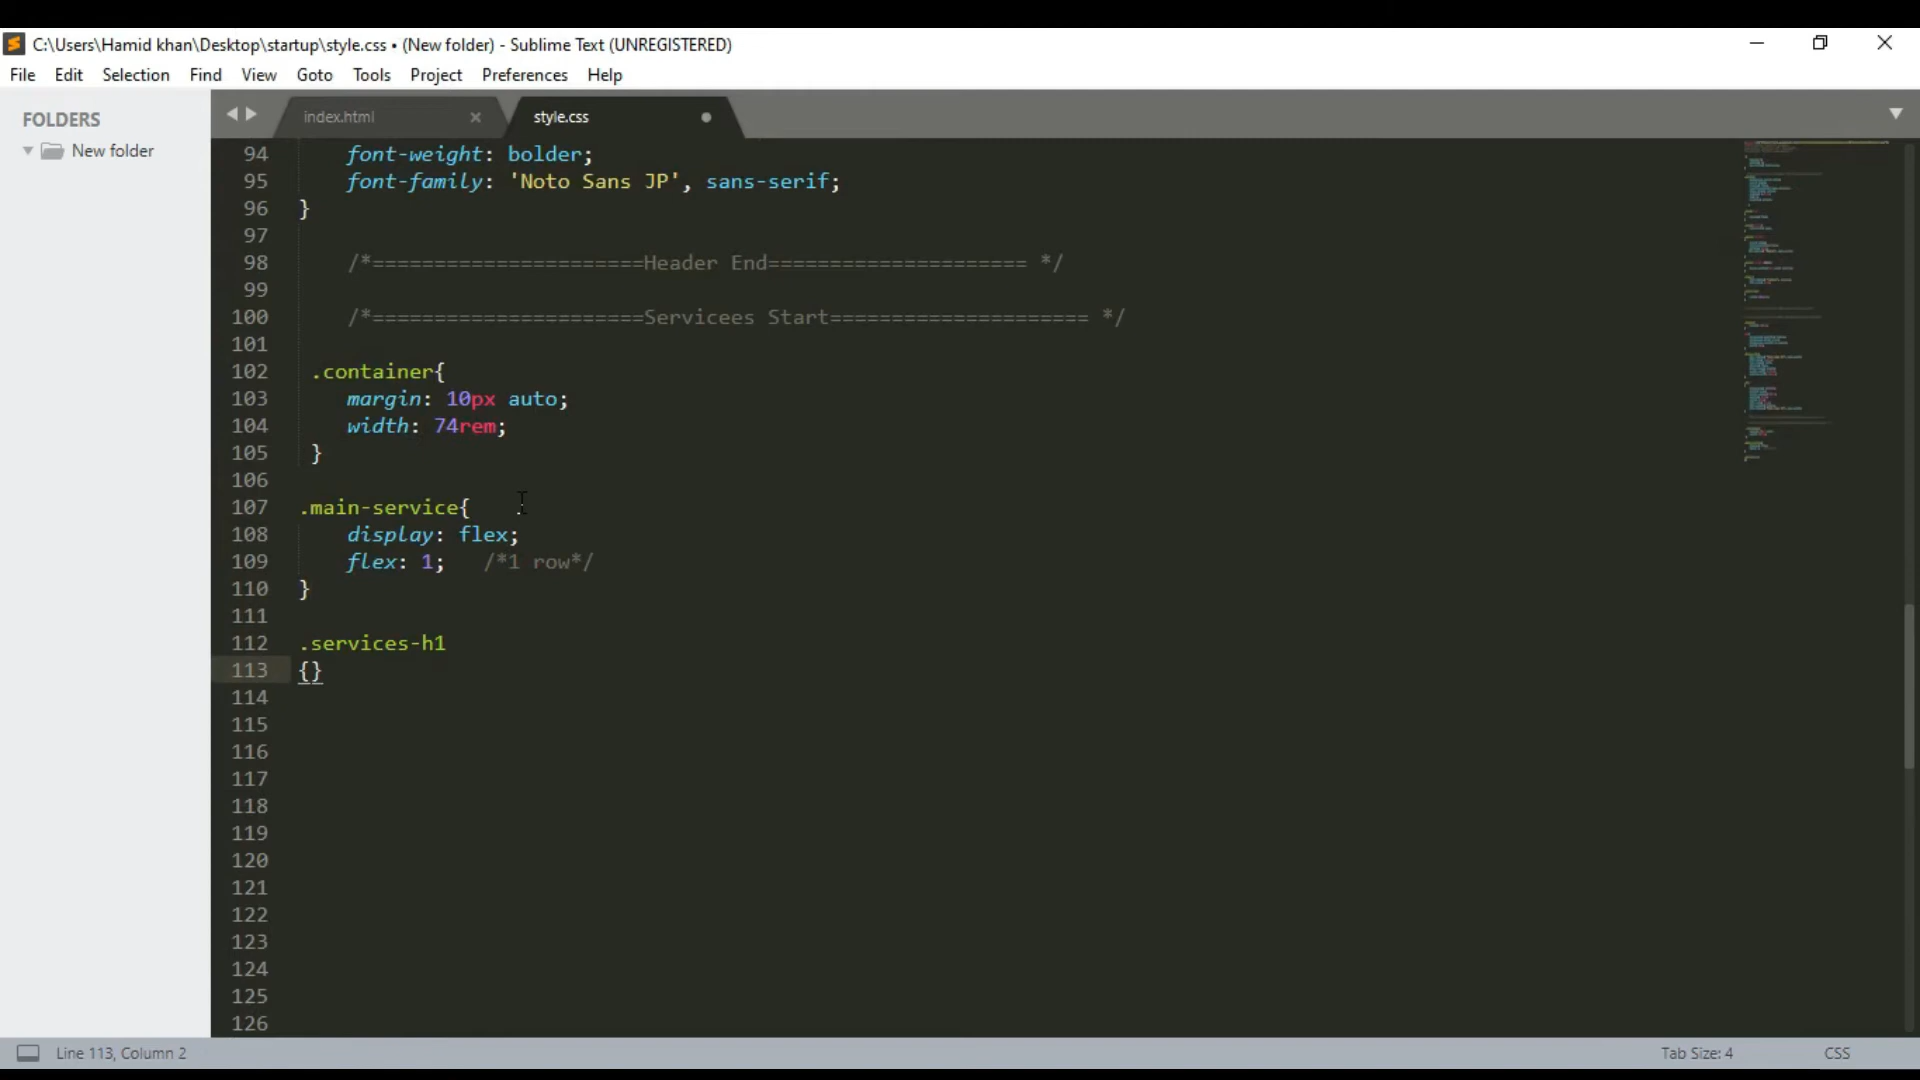 C:\Users\Hamid khan\Desktop\startup\style.css • (New folder) - Sublime Text (UNREGISTERED)
File Edit Selection Find View Goto Tools Project Preferences Help
FOLDERS
New folder
index.html
style.css
94 font-weight: bolder;
95 font-family: 'Noto Sans JP', sans-serif;
96 }
97
98 /*======================Header End===================== */
99
100 /*======================Servicees Start===================== */
101
102 .container{
103 margin: 10px auto;
104 width: 74rem;
105 }
106
107 .main-service{
108 display: flex;
109 flex: 1; /*1 row*/
110 }
111
112 .services-h1
113 {}
114
115
116
117
118
119
120
121
122
123
124
125
126
Line 113, Column 2
Tab Size: 4
CSS